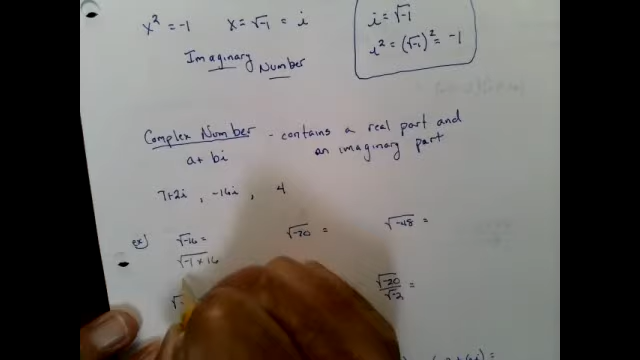 x² = -1 x = √-1 = i
i = √-1
i² = (√-1)² = -1
Imaginary Number
Complex Number - contains a real part and
a + bi an imaginary part
7+2i , -16i , 4
ex) √-16 = √-70 = √-48 =
√-1 × 16
√-20 / √-2 =